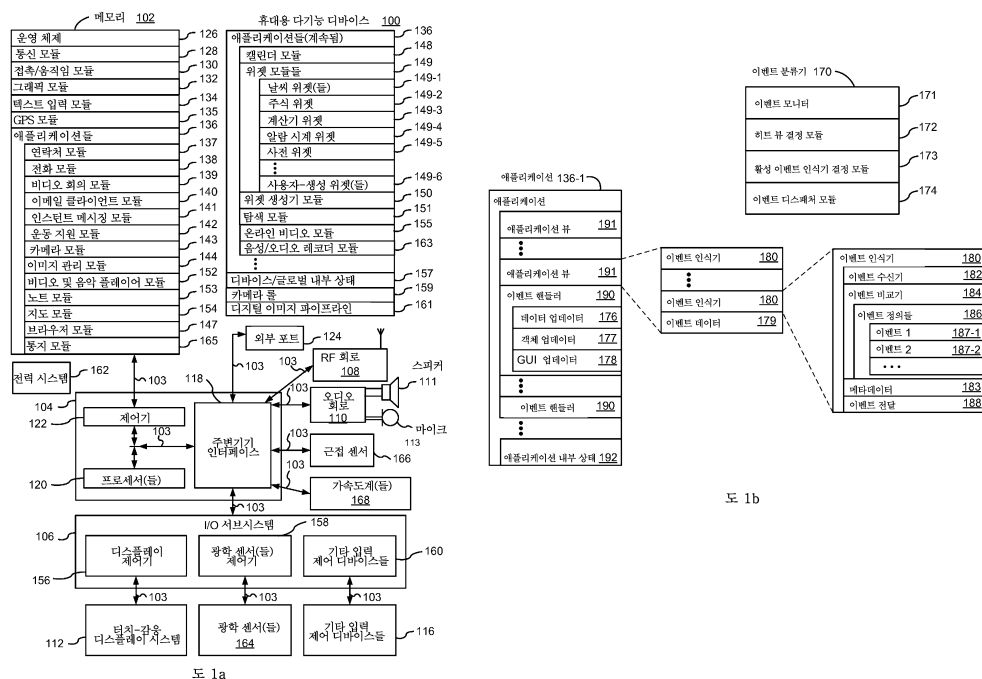 메모리 102
운영 체제 126
통신 모듈 128
접촉/움직임 모듈 130
그래픽 모듈 132
텍스트 입력 모듈 134
GPS 모듈 135
애플리케이션들 136
연락처 모듈 137
전화 모듈 138
비디오 회의 모듈 139
이메일 클라이언트 모듈 140
인스턴트 메시징 모듈 141
운동 지원 모듈 142
카메라 모듈 143
이미지 관리 모듈 144
비디오 및 음악 플레이어 모듈 152
노트 모듈 153
지도 모듈 154
브라우저 모듈 147
통지 모듈 165
휴대용 다기능 디바이스 100
애플리케이션들(계속됨) 136
캘린더 모듈 148
위젯 모듈들 149
날씨 위젯(들) 149-1
주식 위젯 149-2
계산기 위젯 149-3
알람 시계 위젯 149-4
사전 위젯 149-5
사용자-생성 위젯(들) 149-6
위젯 생성기 모듈 150
탐색 모듈 151
온라인 비디오 모듈 155
음성/오디오 레코더 모듈 163
디바이스/글로벌 내부 상태 157
카메라 롤 159
디지털 이미지 파이프라인 161
전력 시스템 162
103
외부 포트 124
103
RF 회로 108
103
스피커 111
오디오 회로 110
103
마이크 113
104
118
122
제어기
103
주변기기 인터페이스
103
근접 센서 166
120
프로세서(들)
103
가속도계(들) 168
103
I/O 서브시스템
106
158
디스플레이 제어기
156
광학 센서(들) 제어기
기타 입력 제어 디바이스들
160
103
103
103
터치-감응 디스플레이 시스템
112
광학 센서(들) 164
기타 입력 제어 디바이스들
116
도 1a
이벤트 분류기 170
이벤트 모니터 171
히트 뷰 결정 모듈 172
활성 이벤트 인식기 결정 모듈 173
이벤트 디스패처 모듈 174
애플리케이션 136-1
애플리케이션
애플리케이션 뷰 191
애플리케이션 뷰 191
이벤트 핸들러 190
데이터 업데이터 176
객체 업데이터 177
GUI 업데이터 178
이벤트 핸들러 190
애플리케이션 내부 상태 192
이벤트 인식기 180
이벤트 인식기 180
이벤트 데이터 179
이벤트 인식기 180
이벤트 수신기 182
이벤트 비교기 184
이벤트 정의들 186
이벤트 1 187-1
이벤트 2 187-2
메타데이터 183
이벤트 전달 188
도 1b